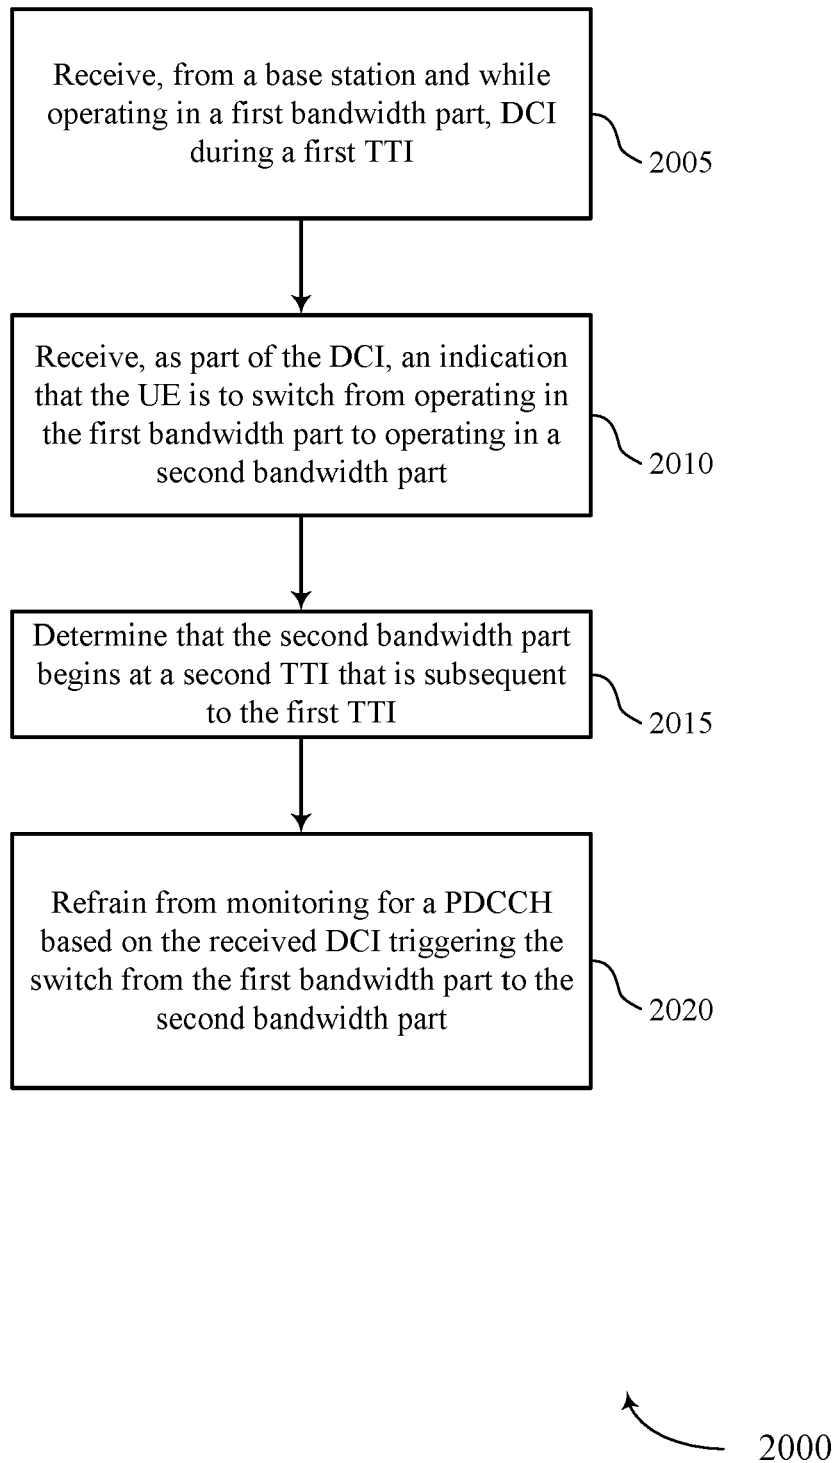 Receive, from a base station and while
operating in a first bandwidth part, DCI
during a first TTI
2005
Receive, as part of the DCI, an indication
that the UE is to switch from operating in
the first bandwidth part to operating in a
second bandwidth part
2010
Determine that the second bandwidth part
begins at a second TTI that is subsequent
to the first TTI
2015
Refrain from monitoring for a PDCCH
based on the received DCI triggering the
switch from the first bandwidth part to the
second bandwidth part
2020
2000